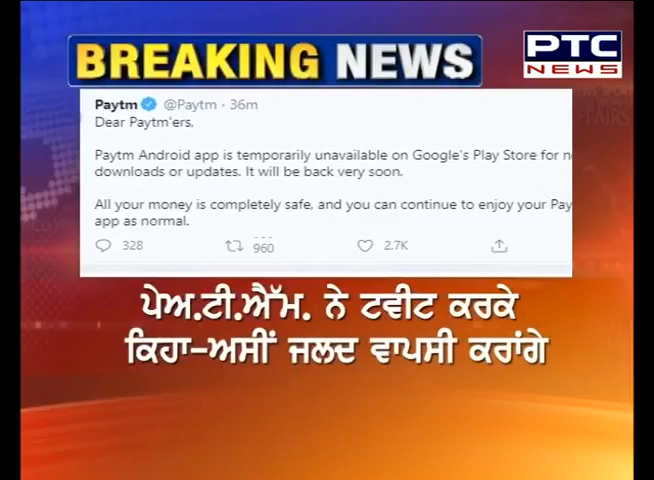 BREAKING NEWS
PTC
NEWS
Paytm @Paytm · 36m
Dear Paytm'ers,
Paytm Android app is temporarily unavailable on Google's Play Store for
downloads or updates. It will be back very soon.
All your money is completely safe, and you can continue to enjoy your
app as normal.
328 960 2.7K
ਪੇਅ.ਟੀ.ਐੱਮ. ਨੇ ਟਵੀਟ ਕਰਕੇ
ਕਿਹਾ-ਅਸੀਂ ਜਲਦ ਵਾਪਸੀ ਕਰਾਂਗੇ